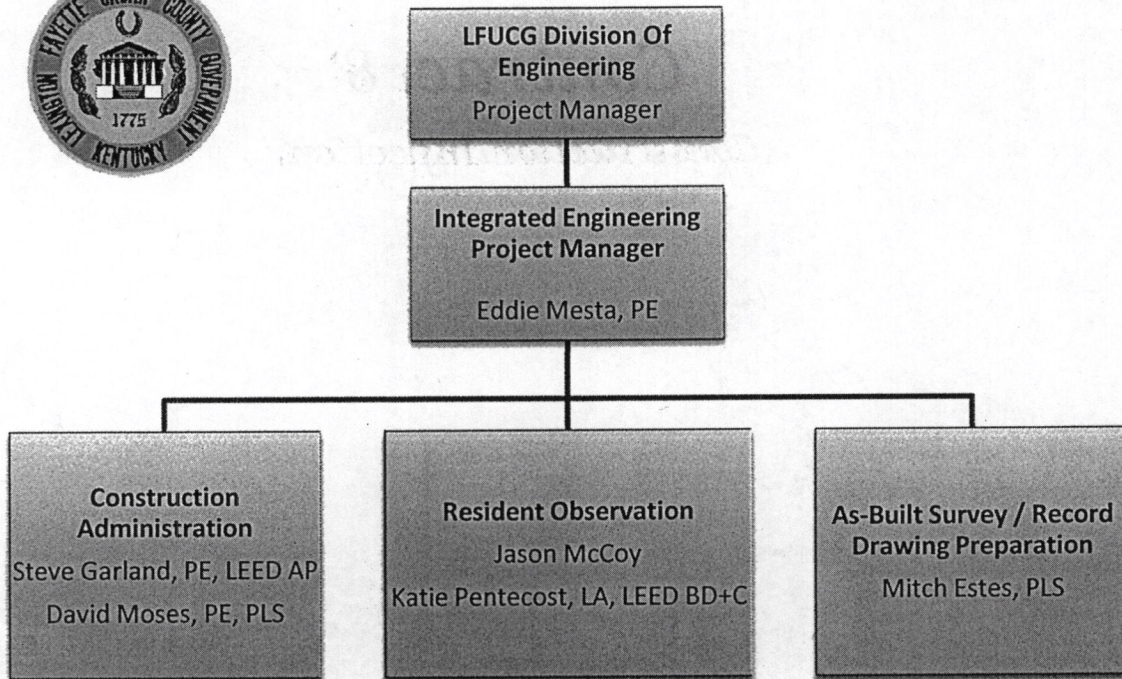 LEXINGTON FAYETTE URBAN COUNTY GOVERNMENT
1775
KENTUCKY
LFUCG Division Of
Engineering
Project Manager
Integrated Engineering
Project Manager
Eddie Mesta, PE
Construction
Administration
Steve Garland, PE, LEED AP
David Moses, PE, PLS
Resident Observation
Jason McCoy
Katie Pentecost, LA, LEED BD+C
As-Built Survey / Record
Drawing Preparation
Mitch Estes, PLS